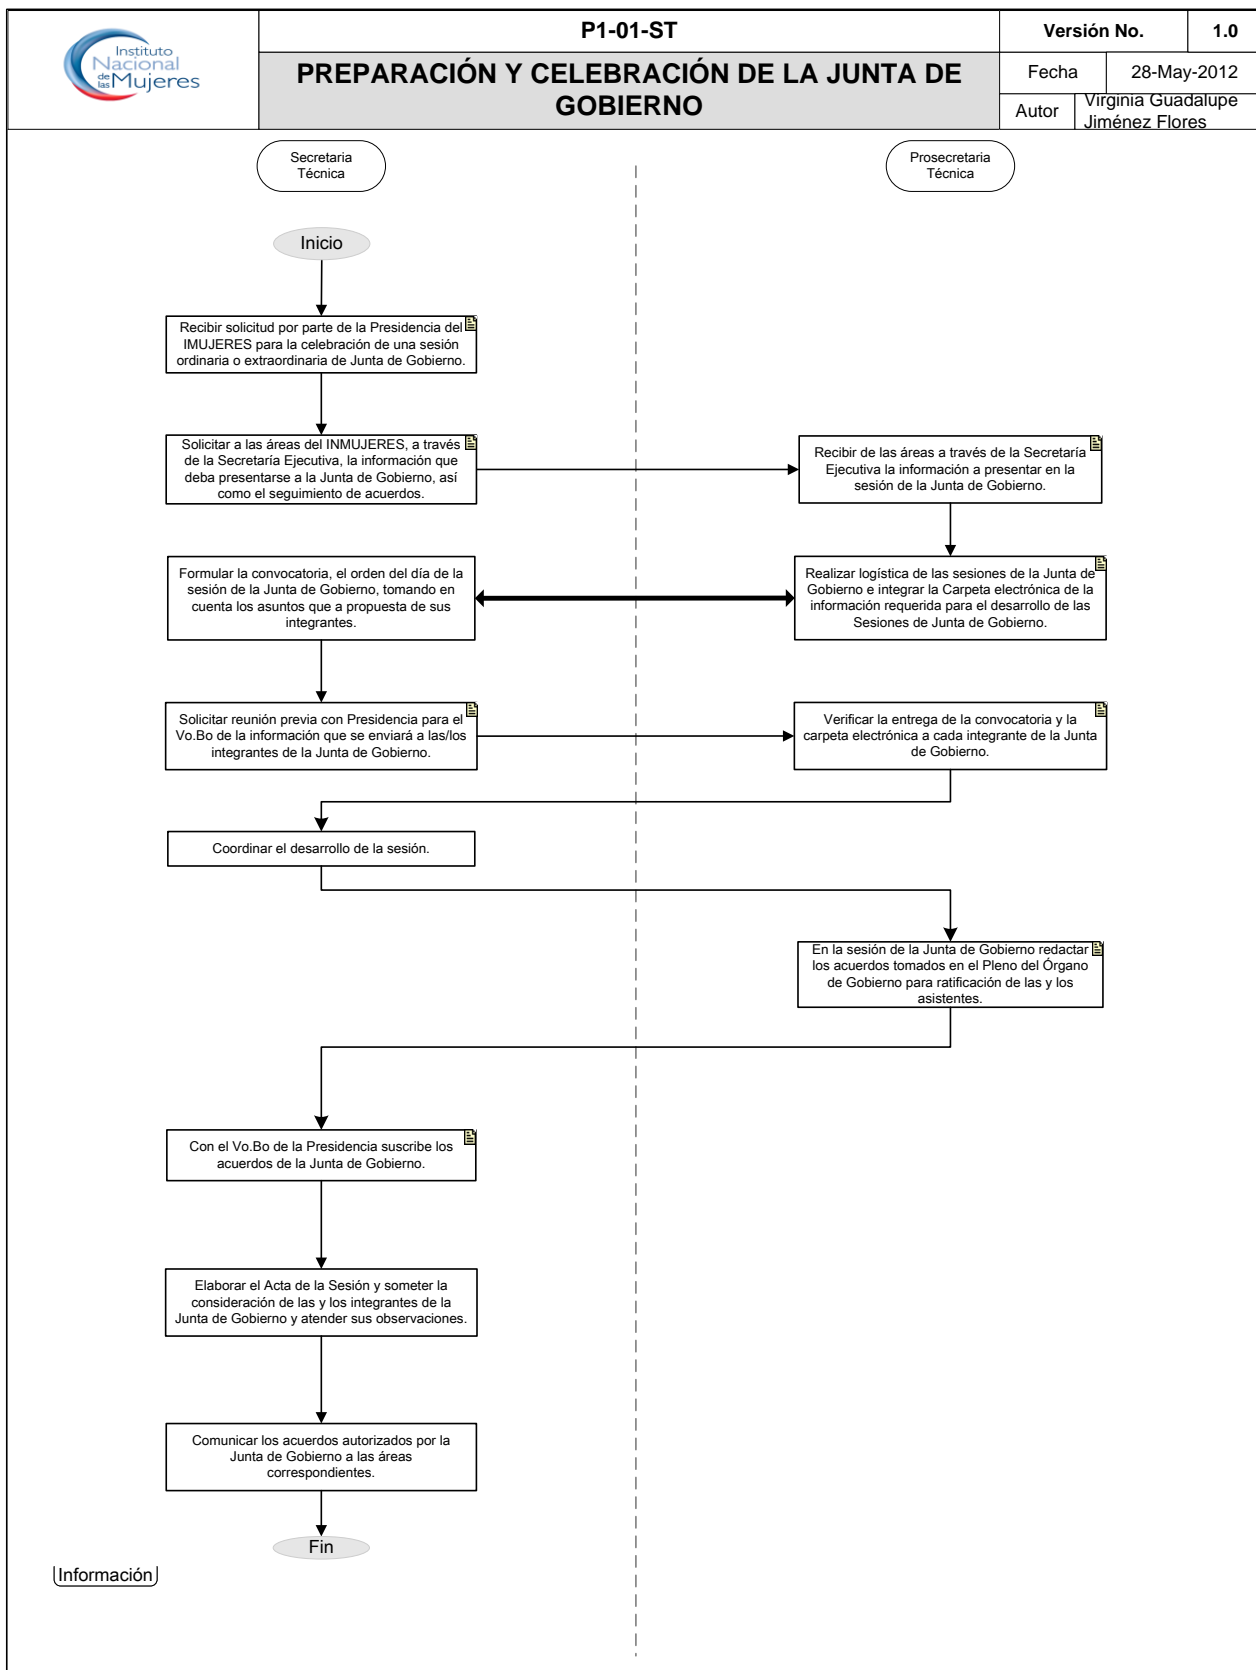 Instituto
Nacional
de las Mujeres
P1-01-ST
PREPARACIÓN Y CELEBRACIÓN DE LA JUNTA DE
GOBIERNO
Versión No. 1.0
Fecha 28-May-2012
Autor Virginia Guadalupe
Jiménez Flores
Secretaria
Técnica
Prosecretaria
Técnica
Inicio
Recibir solicitud por parte de la Presidencia del
IMUJERES para la celebración de una sesión
ordinaria o extraordinaria de Junta de Gobierno.
Solicitar a las áreas del INMUJERES, a través
de la Secretaría Ejecutiva, la información que
deba presentarse a la Junta de Gobierno, así
como el seguimiento de acuerdos.
Recibir de las áreas a través de la Secretaría
Ejecutiva la información a presentar en la
sesión de la Junta de Gobierno.
Formular la convocatoria, el orden del día de la
sesión de la Junta de Gobierno, tomando en
cuenta los asuntos que a propuesta de sus
integrantes.
Realizar logística de las sesiones de la Junta de
Gobierno e integrar la Carpeta electrónica de la
información requerida para el desarrollo de las
Sesiones de Junta de Gobierno.
Solicitar reunión previa con Presidencia para el
Vo.Bo de la información que se enviará a las/los
integrantes de la Junta de Gobierno.
Verificar la entrega de la convocatoria y la
carpeta electrónica a cada integrante de la Junta
de Gobierno.
Coordinar el desarrollo de la sesión.
En la sesión de la Junta de Gobierno redactar
los acuerdos tomados en el Pleno del Órgano
de Gobierno para ratificación de las y los
asistentes.
Con el Vo.Bo de la Presidencia suscribe los
acuerdos de la Junta de Gobierno.
Elaborar el Acta de la Sesión y someter la
consideración de las y los integrantes de la
Junta de Gobierno y atender sus observaciones.
Comunicar los acuerdos autorizados por la
Junta de Gobierno a las áreas
correspondientes.
Fin
Información